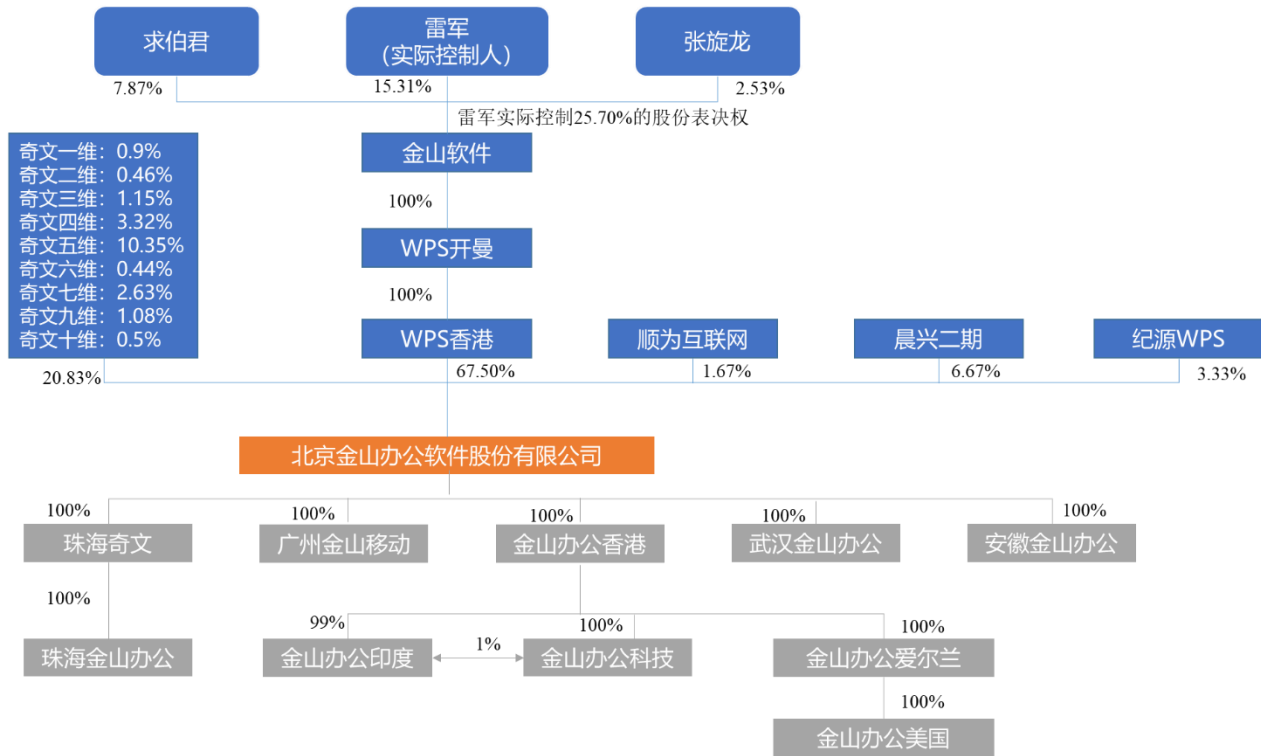 求伯君
雷军
（实际控制人）
张旋龙
7.87%
15.31%
2.53%
雷军实际控制25.70%的股份表决权
奇文一维：0.9%
奇文二维：0.46%
奇文三维：1.15%
奇文四维：3.32%
奇文五维：10.35%
奇文六维：0.44%
奇文七维：2.63%
奇文九维：1.08%
奇文十维：0.5%
金山软件
100%
WPS开曼
100%
WPS香港
顺为互联网
晨兴二期
纪源WPS
20.83%
67.50%
1.67%
6.67%
3.33%
北京金山办公软件股份有限公司
100%
100%
100%
100%
100%
珠海奇文
广州金山移动
金山办公香港
武汉金山办公
安徽金山办公
100%
99%
1%
100%
100%
珠海金山办公
金山办公印度
金山办公科技
金山办公爱尔兰
100%
金山办公美国